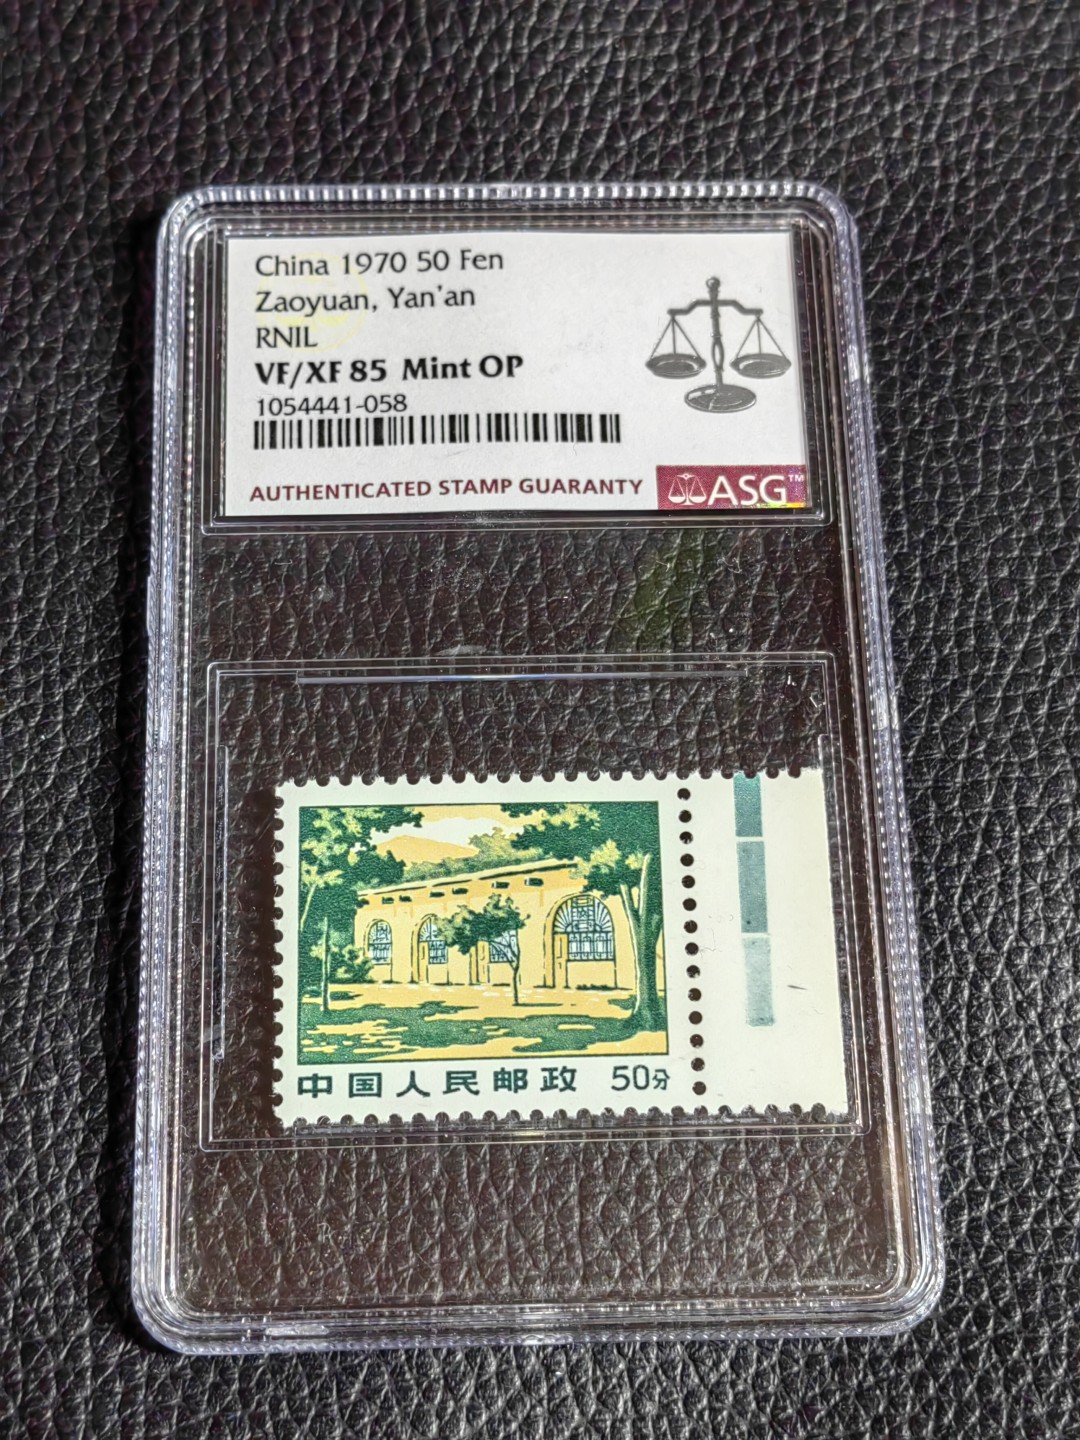 China 1970 50 Fen
Zaoyuan, Yan'an
RNIL
VF/XF 85 Mint OP
1054441-058
AUTHENTICATED STAMP GUARANTY ASG™
中国人民邮政 50分